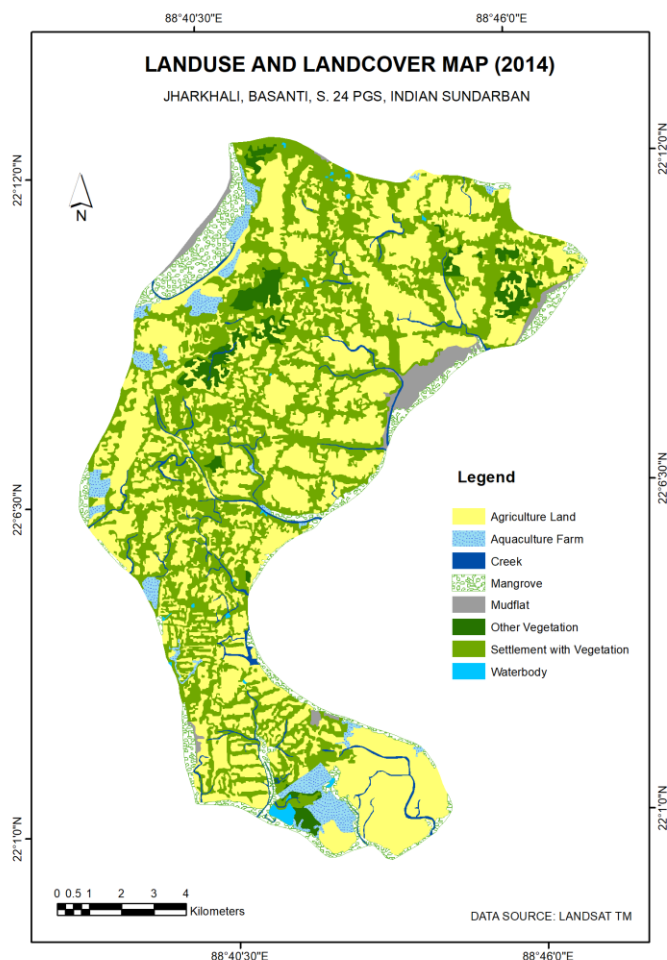 88°40'30"E
88°46'0"E
LANDUSE AND LANDCOVER MAP (2014)
JHARKHALI, BASANTI, S. 24 PGS, INDIAN SUNDARBAN
22°12'0"N
22°12'0"N
N
22°6'30"N
22°6'30"N
Legend
Agriculture Land
Aquaculture Farm
Creek
Mangrove
Mudflat
Other Vegetation
Settlement with Vegetation
Waterbody
22°1'0"N
22°1'0"N
0 0.5 1 2 3 4
Kilometers
DATA SOURCE: LANDSAT TM
88°40'30"E
88°46'0"E